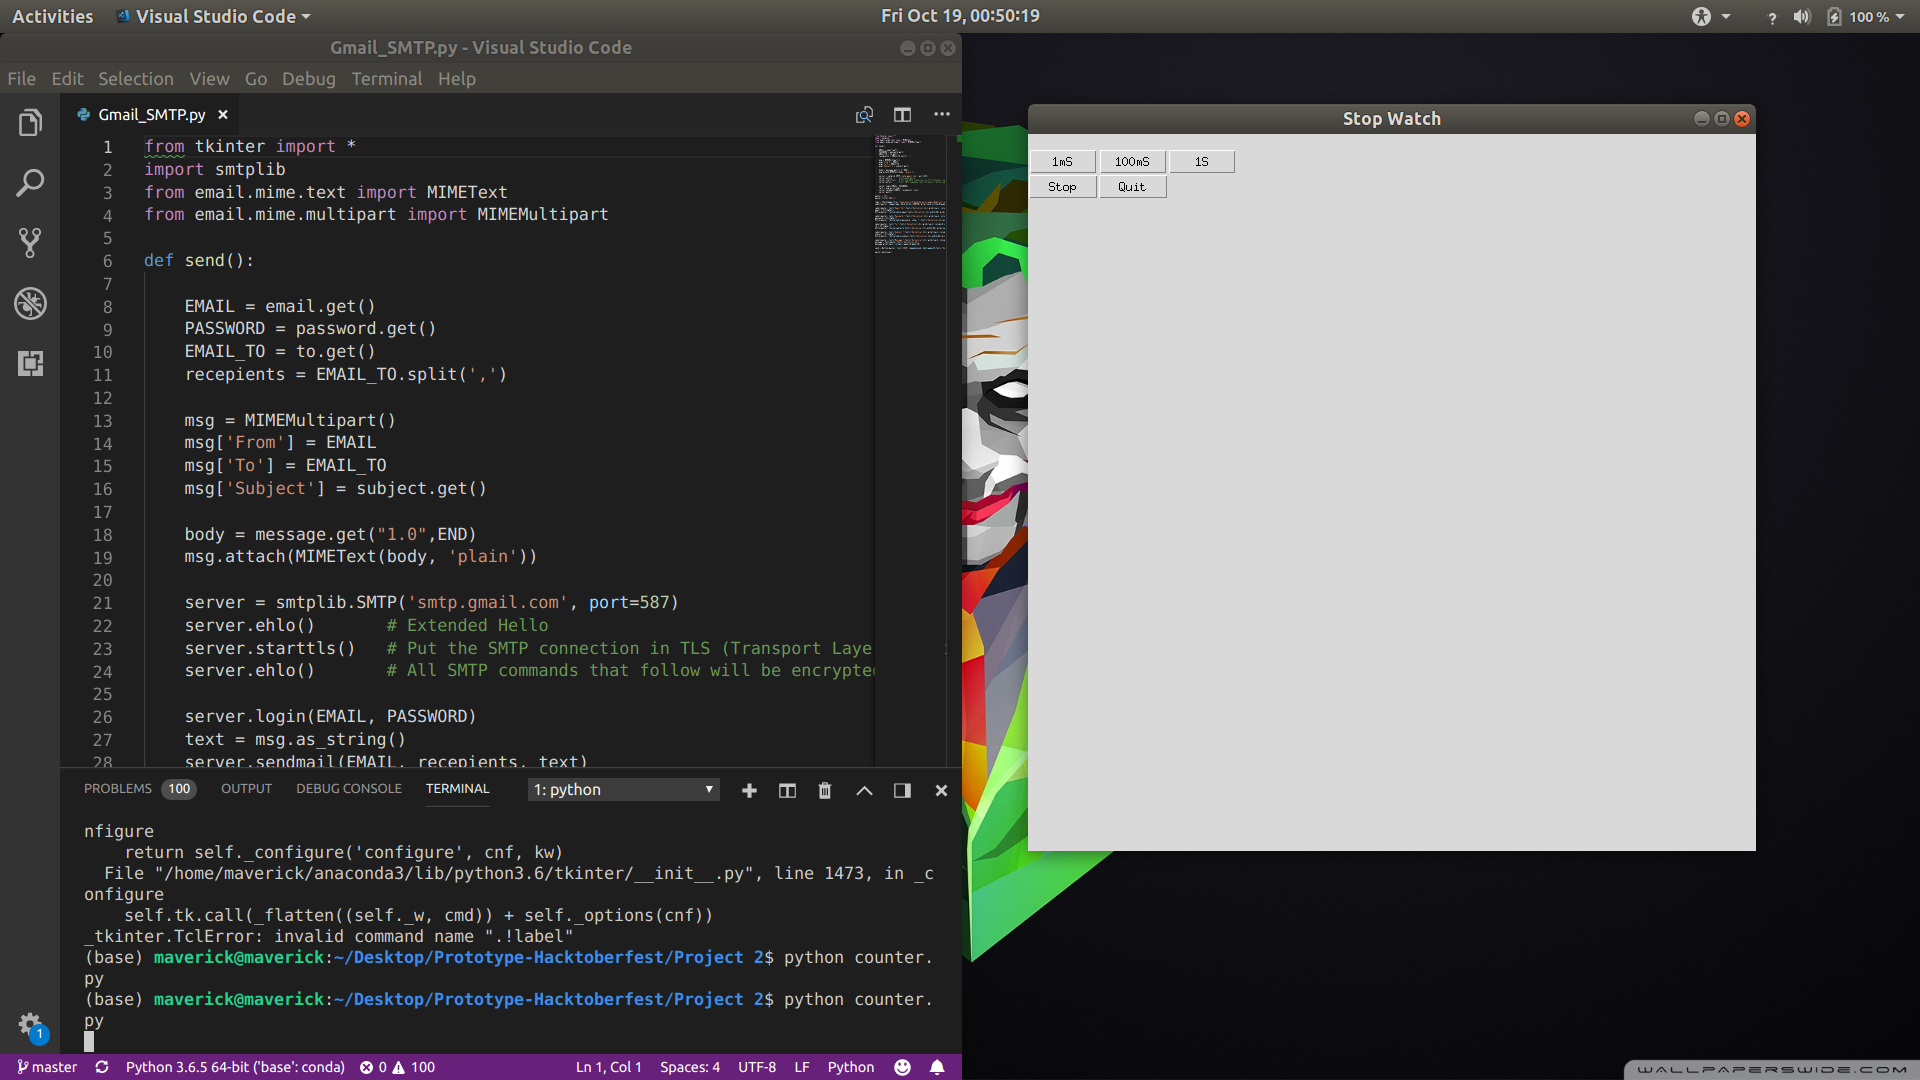 Activities Visual Studio Code Fri Oct 19, 00:50:19 ? 100 %
Gmail_SMTP.py - Visual Studio Code
File Edit Selection View Go Debug Terminal Help
Gmail_SMTP.py ×
1 from tkinter import *
2 import smtplib
3 from email.mime.text import MIMEText
4 from email.mime.multipart import MIMEMultipart
5
6 def send():
7
8 EMAIL = email.get()
9 PASSWORD = password.get()
10 EMAIL_TO = to.get()
11 recepients = EMAIL_TO.split(',')
12
13 msg = MIMEMultipart()
14 msg['From'] = EMAIL
15 msg['To'] = EMAIL_TO
16 msg['Subject'] = subject.get()
17
18 body = message.get("1.0",END)
19 msg.attach(MIMEText(body, 'plain'))
20
21 server = smtplib.SMTP('smtp.gmail.com', port=587)
22 server.ehlo() # Extended Hello
23 server.starttls() # Put the SMTP connection in TLS (Transport Laye
24 server.ehlo() # All SMTP commands that follow will be encrypted
25
26 server.login(EMAIL, PASSWORD)
27 text = msg.as_string()
28 server.sendmail(EMAIL, recepients, text)
PROBLEMS 100 OUTPUT DEBUG CONSOLE TERMINAL 1: python
nfigure
return self._configure('configure', cnf, kw)
File "/home/maverick/anaconda3/lib/python3.6/tkinter/__init__.py", line 1473, in _c
onfigure
self.tk.call(_flatten((self._w, cmd)) + self._options(cnf))
_tkinter.TclError: invalid command name ".!label"
(base) maverick@maverick:~/Desktop/Prototype-Hacktoberfest/Project 2$ python counter.
py
(base) maverick@maverick:~/Desktop/Prototype-Hacktoberfest/Project 2$ python counter.
py
1
master Python 3.6.5 64-bit ('base': conda) 0 100 Ln 1, Col 1 Spaces: 4 UTF-8 LF Python
Stop Watch
1mS 100mS 1S
Stop Quit
WALLPAPERSWIDE.COM